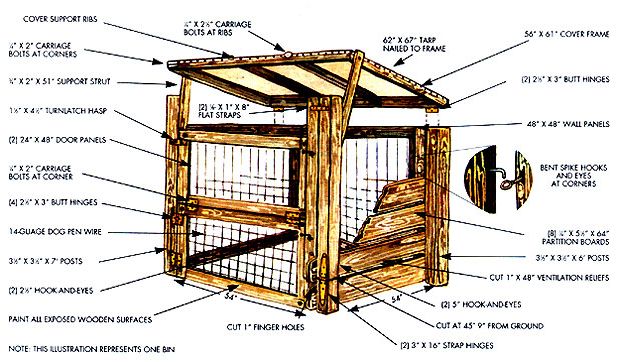 COVER SUPPORT RIBS
¼" X 2½" CARRIAGE
BOLTS AT RIBS
62" X 67" TARP
NAILED TO FRAME
56" X 61" COVER FRAME
¼" X 2" CARRIAGE
BOLTS AT CORNERS
(2) 2½" X 3" BUTT HINGES
X 2" X 51" SUPPORT STRUT
1½" X 4½" TURNLATCH HASP
(2) X 1" X 8"
FLAT STRAPS
48" X 48" WALL PANELS
(2) 24" X 48" DOOR PANELS
BENT SPIKE HOOKS
AND EYES
AT CORNERS
¼" X 2" CARRIAGE
BOLTS AT CORNER
(4) 2½" X 3" BUTT HINGES
14-GUAGE DOG PEN WIRE
(8) X 5½" X 64"
PARTITION BOARDS
3½" X 3½" X 7' POSTS
3½" X 3½" X 6' POSTS
(2) 2½" HOOK-AND-EYES
CUT 1" X 48" VENTILATION RELIEFS
54"
54"
(2) 5" HOOK-AND-EYES
PAINT ALL EXPOSED WOODEN SURFACES
CUT 1" FINGER HOLES
CUT AT 45° 9" FROM GROUND
(2) 3" X 16" STRAP HINGES
NOTE: THIS ILLUSTRATION REPRESENTS ONE BIN